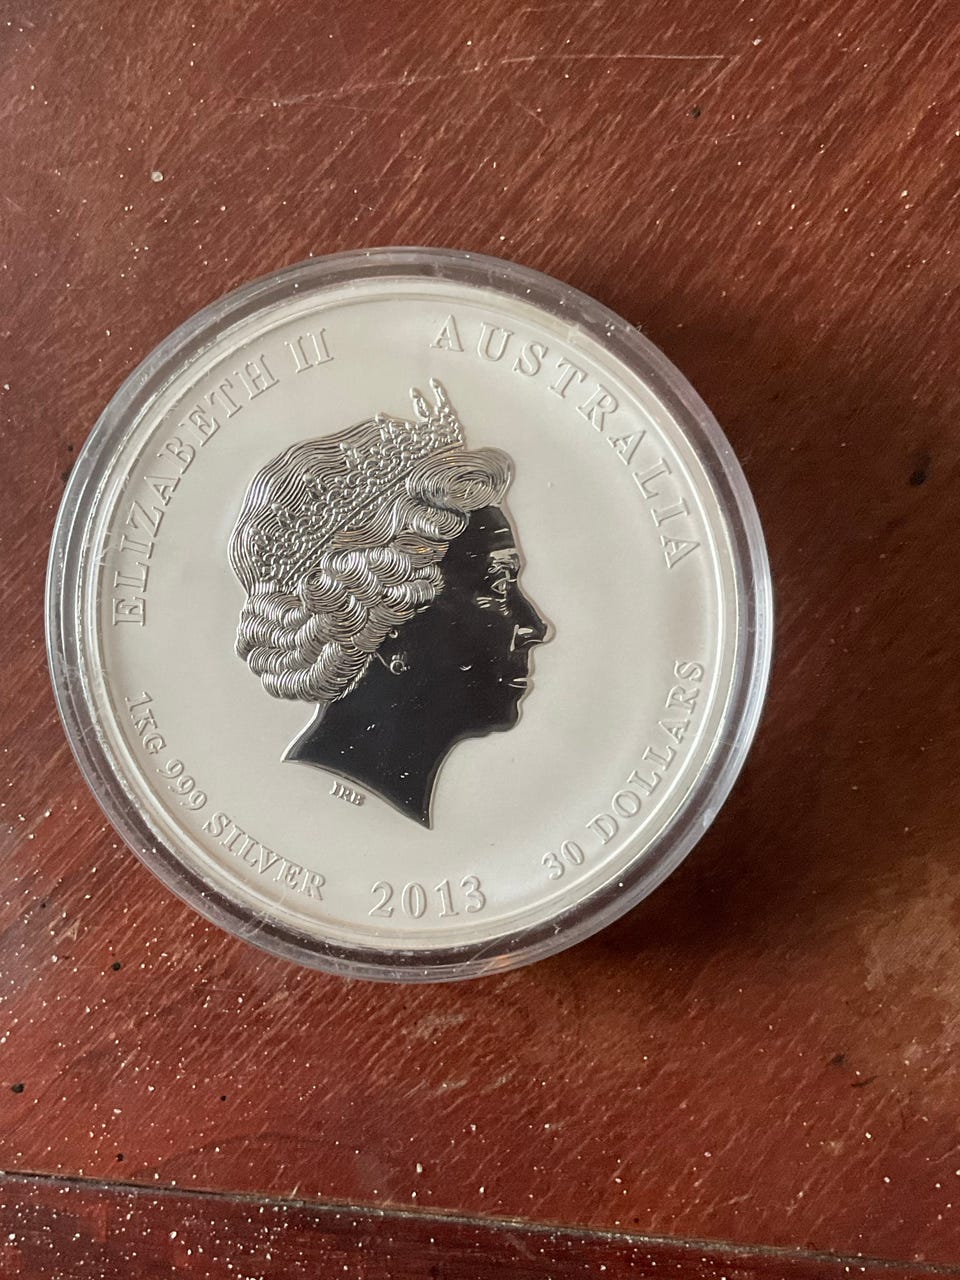 ELIZABETH II
AUSTRALIA
1KG 999 SILVER
2013
30 DOLLARS
IRB